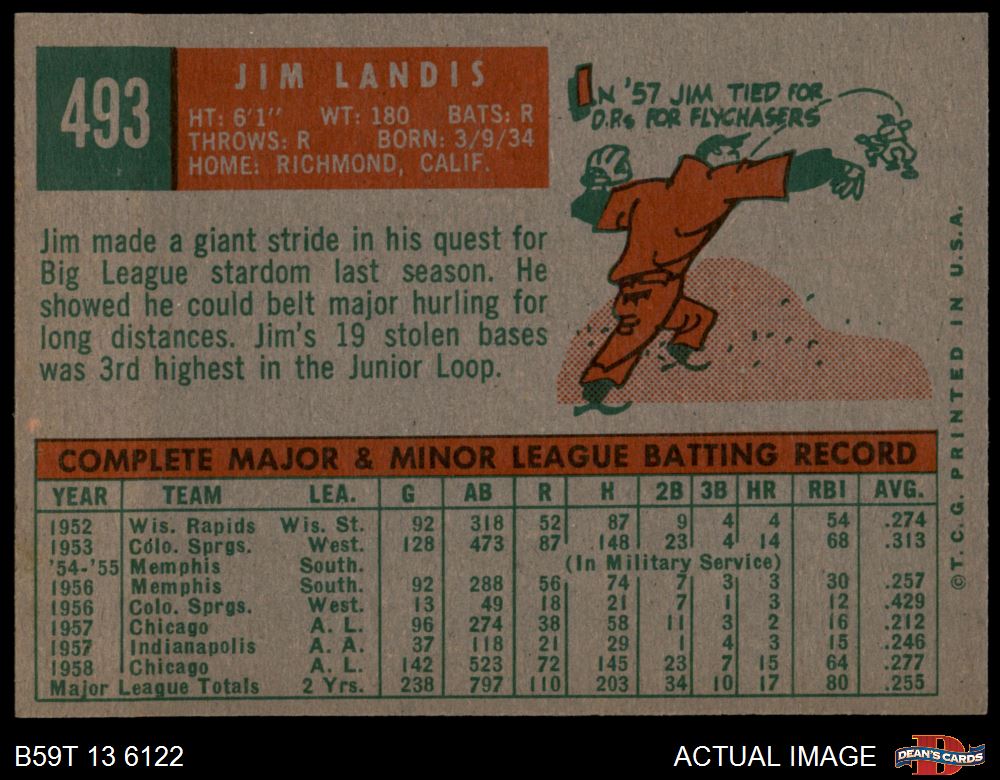 493
JIM LANDIS
HT: 6'1" WT: 180 BATS: R
THROWS: R BORN: 3/9/34
HOME: RICHMOND, CALIF.
IN '57 JIM TIED FOR
D.P.s FOR FLYCHASERS
Jim made a giant stride in his quest for
Big League stardom last season. He
showed he could belt major hurling for
long distances. Jim's 19 stolen bases
was 3rd highest in the Junior Loop.
COMPLETE MAJOR & MINOR LEAGUE BATTING RECORD
YEAR TEAM LEA. G AB R H 2B 3B HR RBI AVG.
1952 Wis. Rapids Wis. St. 92 318 52 87 9 4 4 54 .274
1953 Colo. Sprgs. West. 128 473 87 148 23 4 14 68 .313
'54-'55 Memphis South. (In Military Service)
1956 Memphis South. 92 288 56 74 7 3 3 30 .257
1956 Colo. Sprgs. West. 13 49 18 21 7 1 3 12 .429
1957 Chicago A. L. 96 274 38 58 11 3 2 16 .212
1957 Indianapolis A. A. 37 118 21 29 1 4 3 15 .246
1958 Chicago A. L. 142 523 72 145 23 7 15 64 .277
Major League Totals 2 Yrs. 238 797 110 203 34 10 17 80 .255
©T. C. G. PRINTED IN U.S.A.
B59T 13 6122
ACTUAL IMAGE
D
DEAN'S CARDS